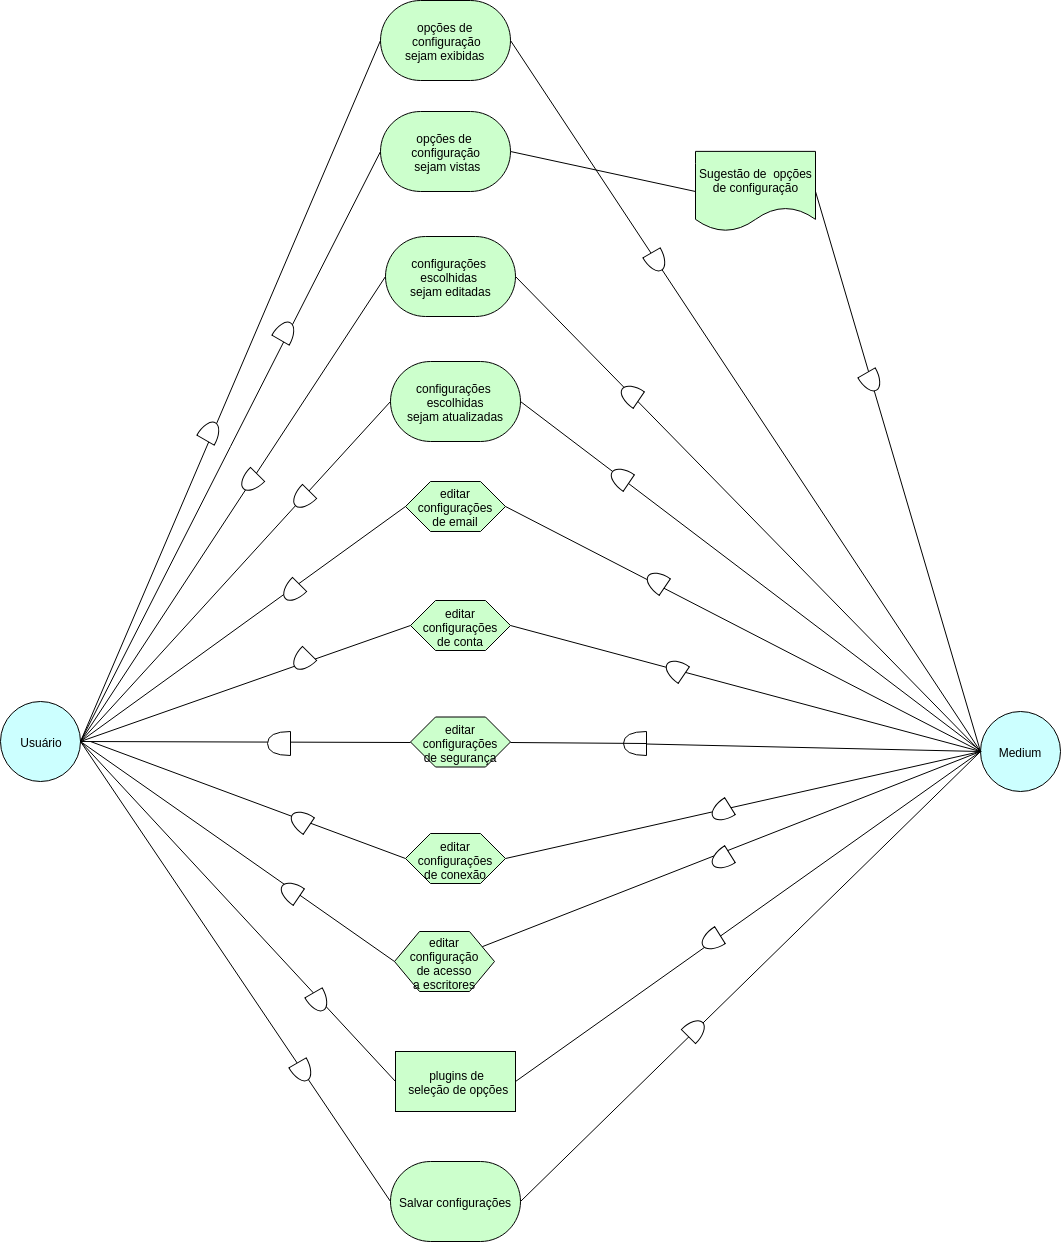 opções de
configuração
sejam exibidas
opções de
configuração
sejam vistas
Sugestão de opções
de configuração
configurações
escolhidas
sejam editadas
configurações
escolhidas
sejam atualizadas
editar
configurações
de email
editar
configurações
de conta
Usuário
editar
configurações
de segurança
Medium
editar
configurações
de conexão
editar
configuração
de acesso
a escritores
plugins de
seleção de opções
Salvar configurações